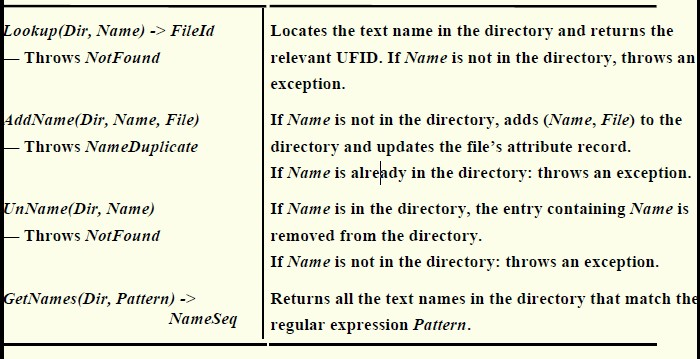 Lookup(Dir, Name) -> FileId
— Throws NotFound
Locates the text name in the directory and returns the
relevant UFID. If Name is not in the directory, throws an
exception.
AddName(Dir, Name, File)
— Throws NameDuplicate
If Name is not in the directory, adds (Name, File) to the
directory and updates the file’s attribute record.
If Name is already in the directory: throws an exception.
UnName(Dir, Name)
— Throws NotFound
If Name is in the directory, the entry containing Name is
removed from the directory.
If Name is not in the directory: throws an exception.
GetNames(Dir, Pattern) ->
NameSeq
Returns all the text names in the directory that match the
regular expression Pattern.